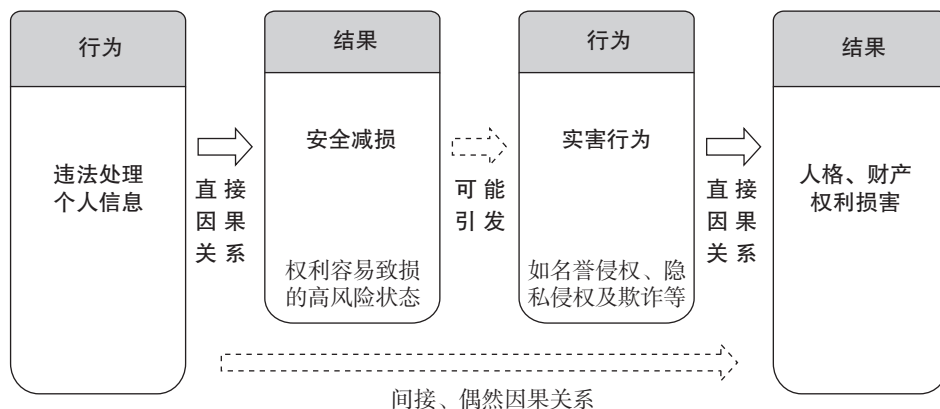 行为
违法处理
个人信息
直接
因果
关系
结果
安全减损
权利容易致损
的高风险状态
可能
引发
行为
实害行为
如名誉侵权、隐
私侵权及欺诈等
直接
因果
关系
结果
人格、财产
权利损害
间接、偶然因果关系